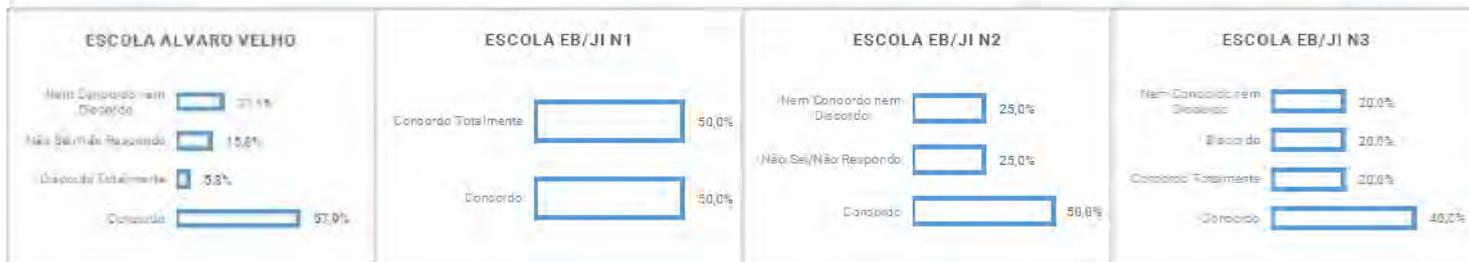 ESCOLA ALVARO VELHO
Nem Concordo nem
Discordo
Não Sei/Não Respondo
15,8%
Discordo Totalmente
Concordo
ESCOLA EB/JI N1
Concordo Totalmente
50,0%
Concordo
50,0%
ESCOLA EB/JI N2
Nem Concordo nem
Discordo
25,0%
Não Sei/Não Respondo
25,0%
Concordo
50,0%
ESCOLA EB/JI N3
Nem Concordo nem
Discordo
20,0%
Discordo
20,0%
Concordo Totalmente
20,0%
Concordo
40,0%